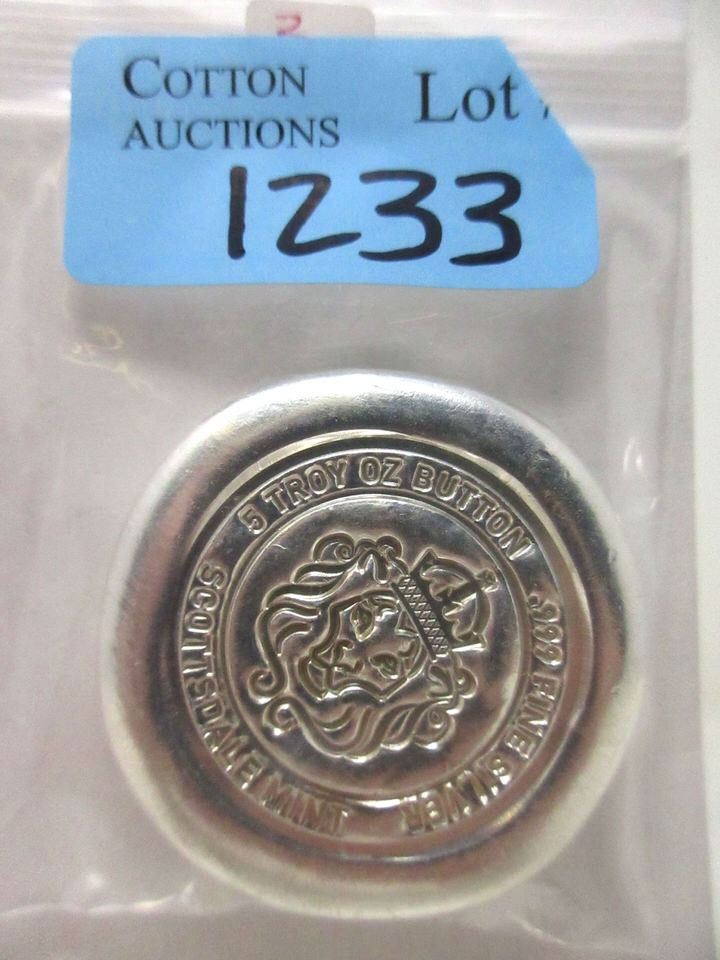 COTTON
AUCTIONS
Lot
1233
5 TROY OZ BUTTON
.999 FINE SILVER
SCOTTSDALE MINT